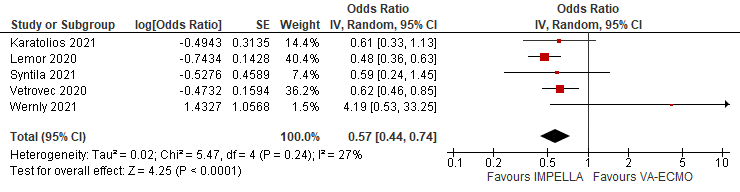 Odds Ratio Odds Ratio
Study or Subgroup log[Odds Ratio] SE Weight IV, Random, 95% CI IV, Random, 95% CI
Karatolios 2021 -0.4943 0.3135 14.4% 0.61 [0.33, 1.13]
Lemor 2020 -0.7434 0.1428 40.4% 0.48 [0.36, 0.63]
Syntila 2021 -0.5276 0.4589 7.4% 0.59 [0.24, 1.45]
Vetrovec 2020 -0.4732 0.1594 36.2% 0.62 [0.46, 0.85]
Wernly 2021 1.4327 1.0568 1.5% 4.19 [0.53, 33.25]
Total (95% CI) 100.0% 0.57 [0.44, 0.74]
Heterogeneity: Tau² = 0.02; Chi² = 5.47, df = 4 (P = 0.24); I² = 27%
Test for overall effect: Z = 4.25 (P < 0.0001)
0.1 0.2 0.5 1 2 5 10
Favours IMPELLA Favours VA-ECMO